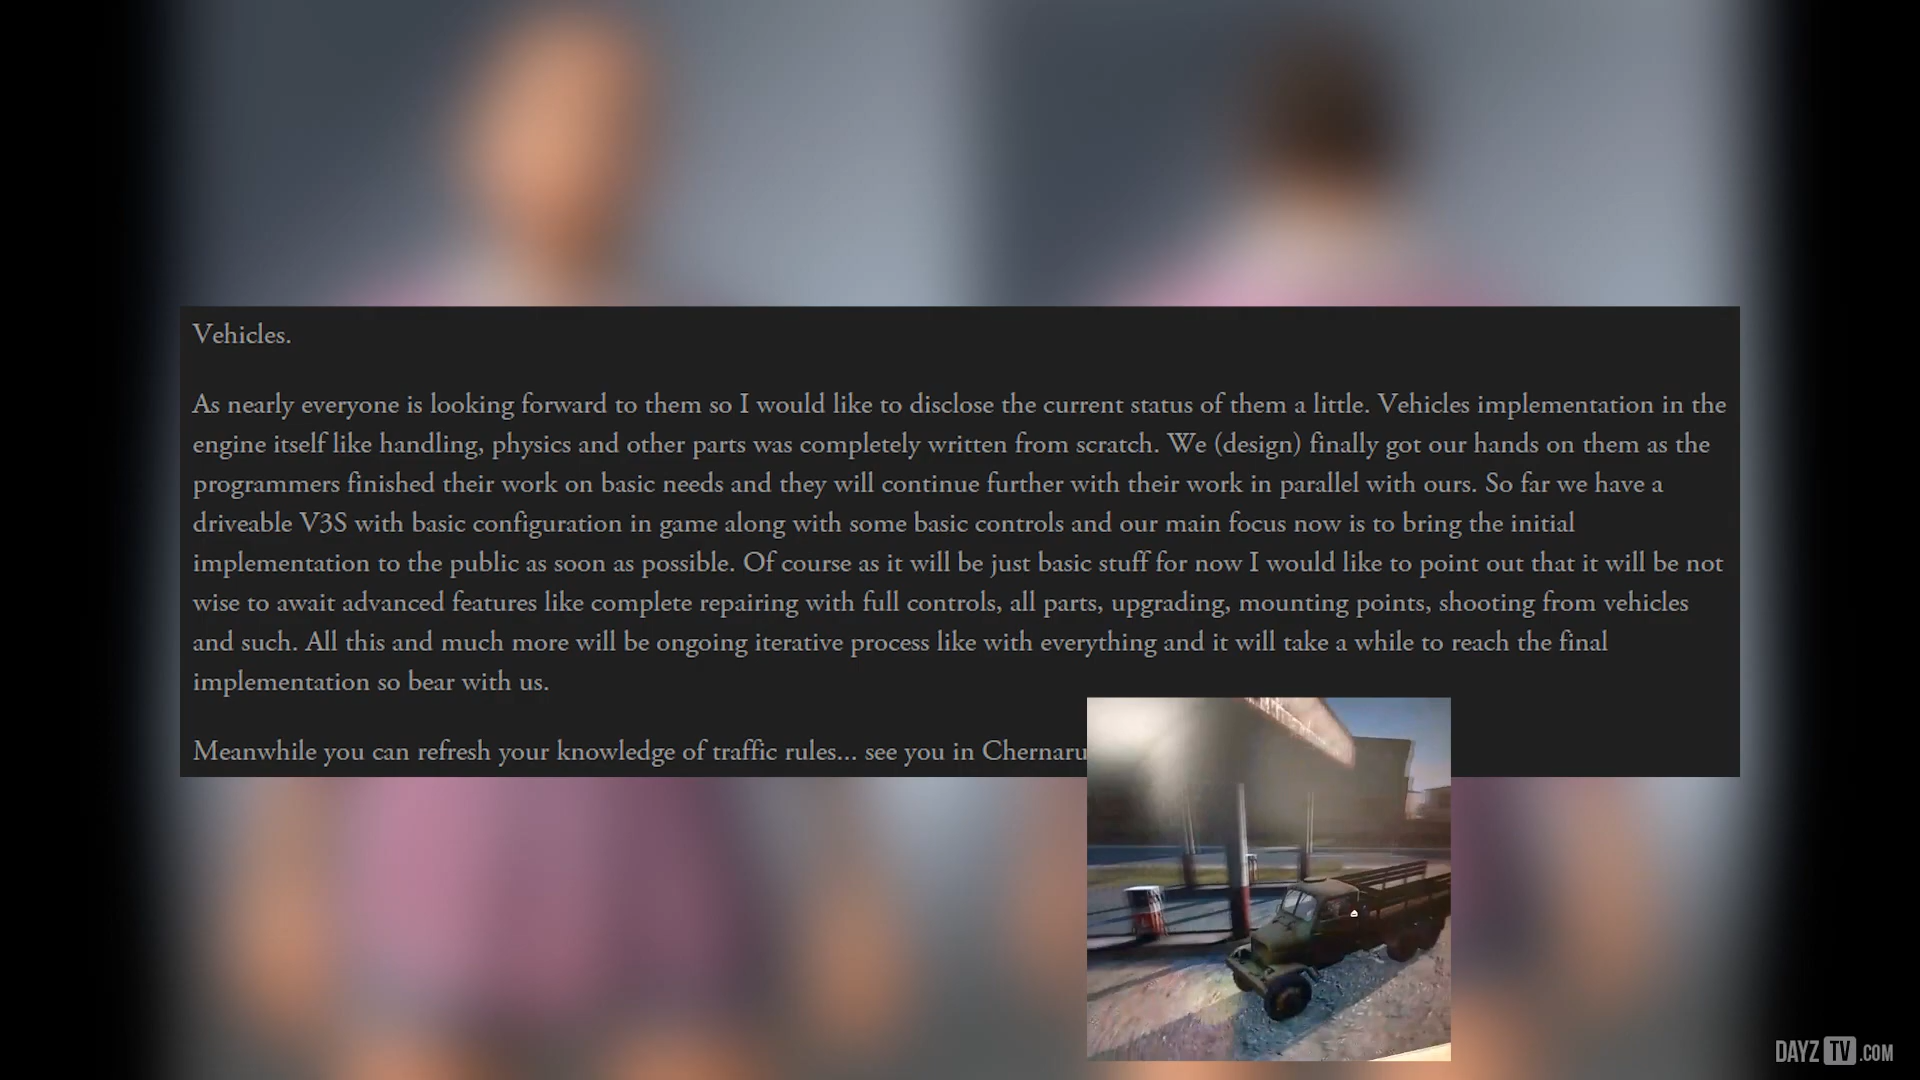 Vehicles.
As nearly everyone is looking forward to them so I would like to disclose the current status of them a little. Vehicles implementation in the
engine itself like handling, physics and other parts was completely written from scratch. We (design) finally got our hands on them as the
programmers finished their work on basic needs and they will continue further with their work in parallel with ours. So far we have a
driveable V3S with basic configuration in game along with some basic controls and our main focus now is to bring the initial
implementation to the public as soon as possible. Of course as it will be just basic stuff for now I would like to point out that it will be not
wise to await advanced features like complete repairing with full controls, all parts, upgrading, mounting points, shooting from vehicles
and such. All this and much more will be ongoing iterative process like with everything and it will take a while to reach the final
implementation so bear with us.
Meanwhile you can refresh your knowledge of traffic rules... see you in Chernaru
DAYZ TV .COM